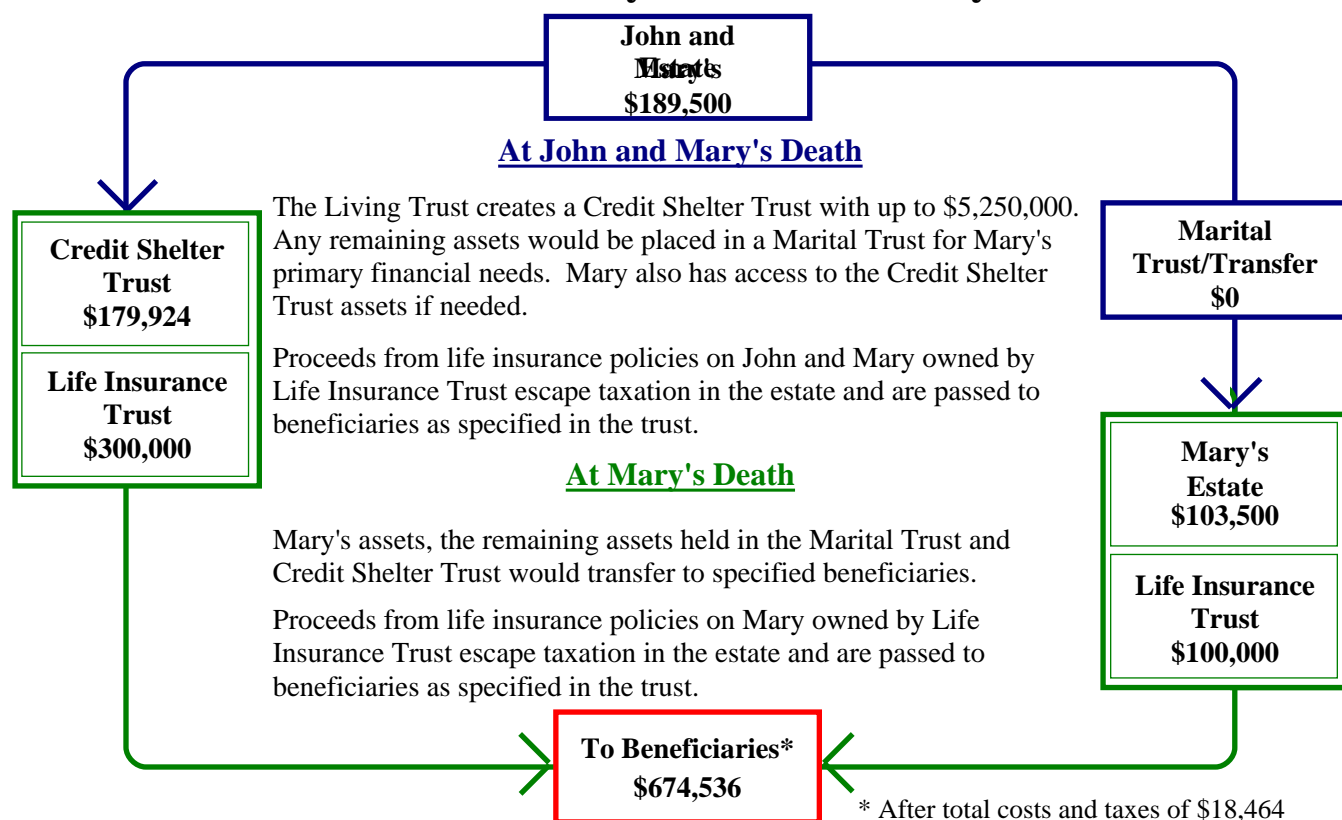 John and
Mary's
Estate
$189,500
At John and Mary's Death
The Living Trust creates a Credit Shelter Trust with up to $5,250,000.
Any remaining assets would be placed in a Marital Trust for Mary's
primary financial needs.  Mary also has access to the Credit Shelter
Trust assets if needed.
Proceeds from life insurance policies on John and Mary owned by
Life Insurance Trust escape taxation in the estate and are passed to
beneficiaries as specified in the trust.
Credit Shelter
Trust
$179,924
Life Insurance
Trust
$300,000
Marital
Trust/Transfer
$0
Mary's
Estate
$103,500
Life Insurance
Trust
$100,000
At Mary's Death
Mary's assets, the remaining assets held in the Marital Trust and
Credit Shelter Trust would transfer to specified beneficiaries.
Proceeds from life insurance policies on Mary owned by Life
Insurance Trust escape taxation in the estate and are passed to
beneficiaries as specified in the trust.
To Beneficiaries*
$674,536
* After total costs and taxes of $18,464